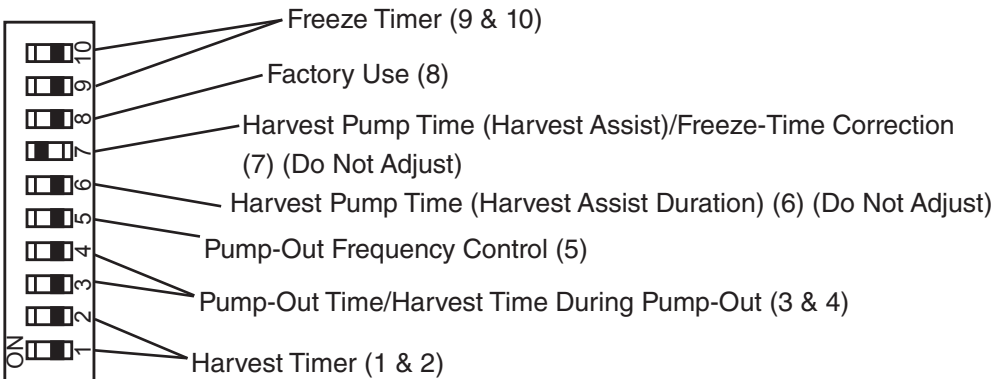 10
Freeze Timer (9 & 10)
9
8
Factory Use (8)
7
Harvest Pump Time (Harvest Assist)/Freeze-Time Correction
(7) (Do Not Adjust)
6
Harvest Pump Time (Harvest Assist Duration) (6) (Do Not Adjust)
5
Pump-Out Frequency Control (5)
4
3
Pump-Out Time/Harvest Time During Pump-Out (3 & 4)
2
1
ON
Harvest Timer (1 & 2)